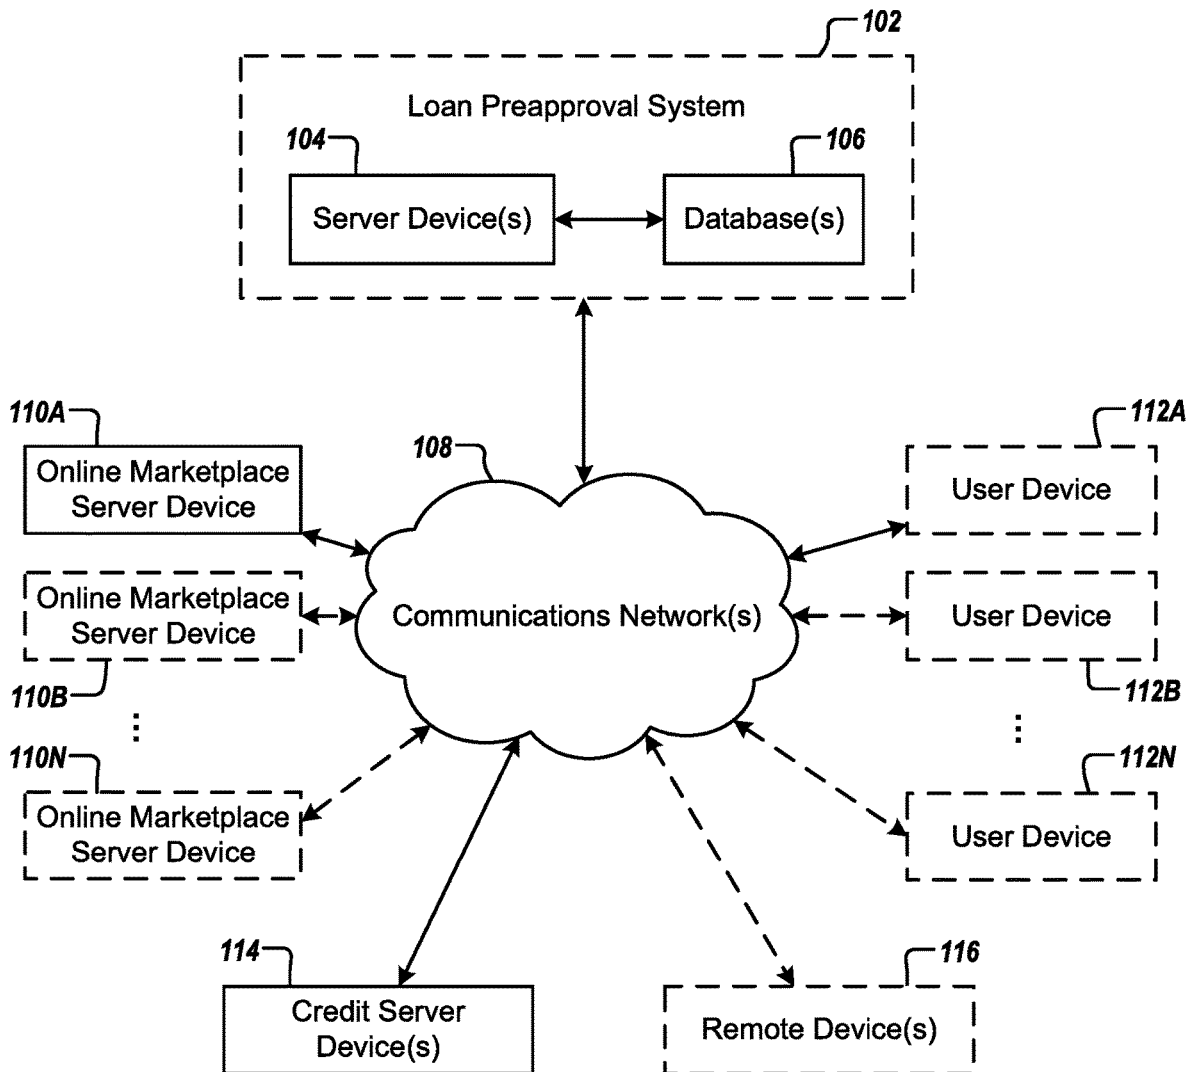 102
Loan Preapproval System
104
106
Server Device(s)
Database(s)
110A
112A
108
Online Marketplace
Server Device
User Device
Online Marketplace
Server Device
Communications Network(s)
User Device
110B
112B
⋮
⋮
110N
112N
Online Marketplace
Server Device
User Device
114
116
Credit Server
Device(s)
Remote Device(s)